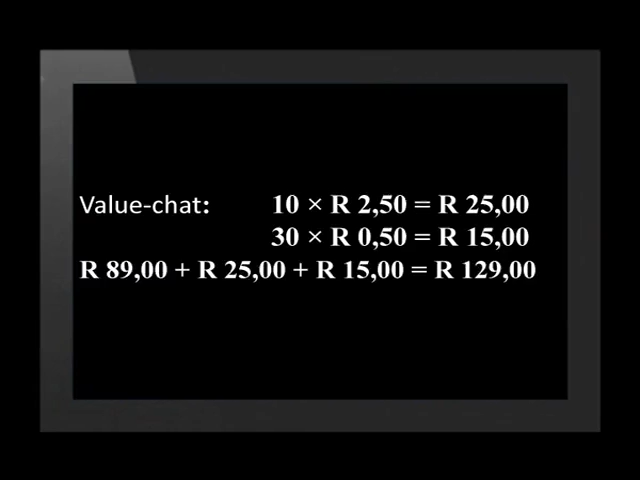 Value-chat: 10 × R 2,50 = R 25,00
30 × R 0,50 = R 15,00
R 89,00 + R 25,00 + R 15,00 = R 129,00